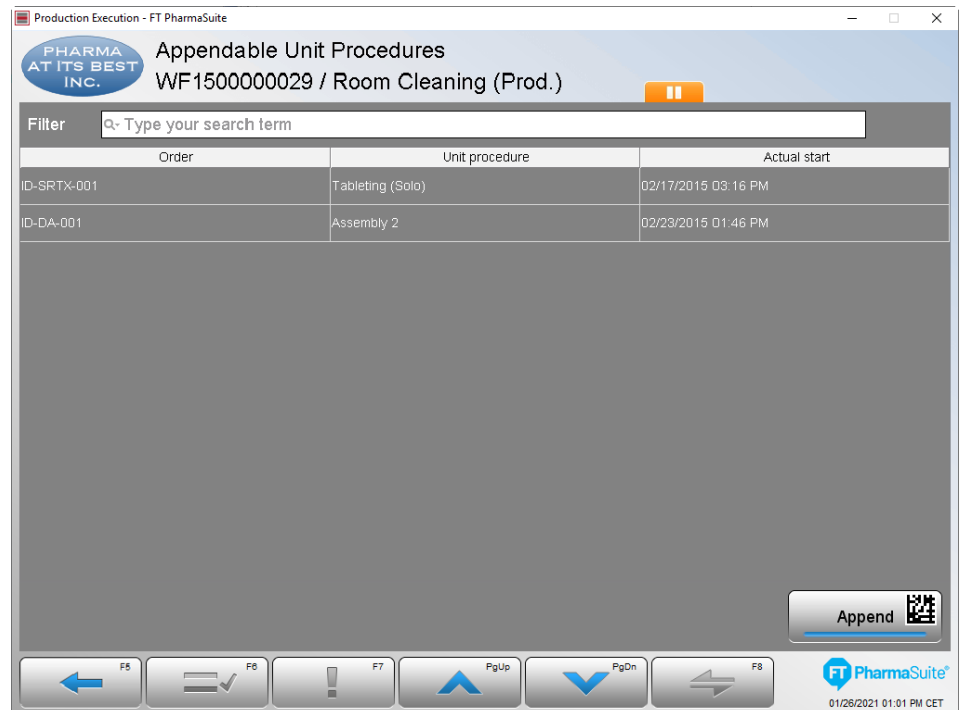 Production Execution - FT PharmaSuite
PHARMA
AT ITS BEST
INC.
Appendable Unit Procedures
WF1500000029 / Room Cleaning (Prod.)
Filter
Type your search term
Order Unit procedure Actual start
ID-SRTX-001 Tableting (Solo) 02/17/2015 03:16 PM
ID-DA-001 Assembly 2 02/23/2015 01:46 PM
Append
F5 F6 F7 PgUp PgDn F8
FT PharmaSuite®
01/26/2021 01:01 PM CET